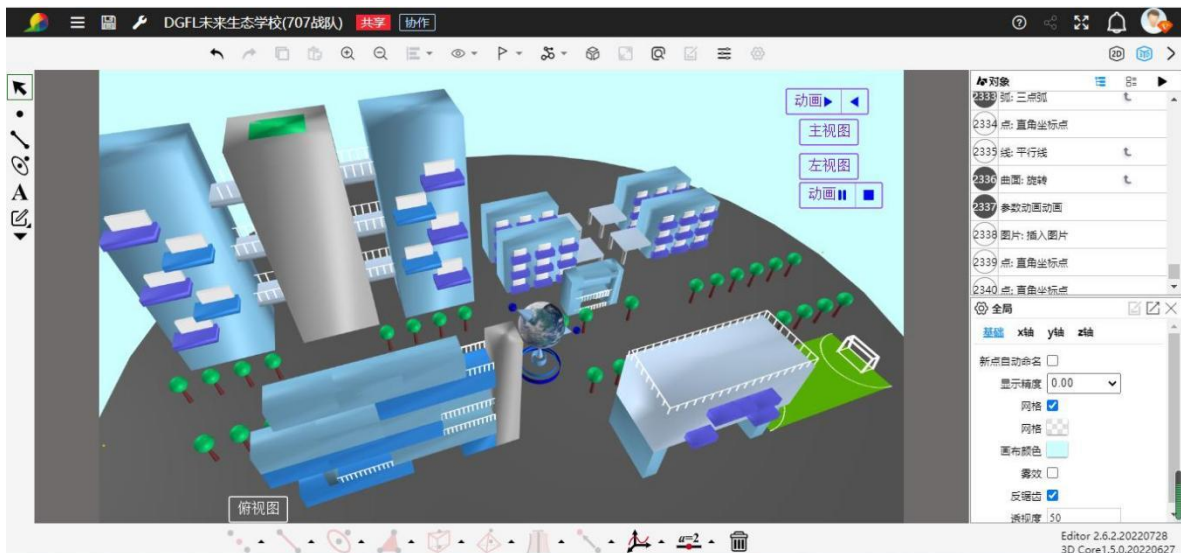 DGFL未来生态学校(707战队) 共享 协作
2D
A
动画
主视图
左视图
动画
俯视图
对象
2333 弧: 三点弧
2334 点: 直角坐标点
2335 线: 平行线
2336 曲面: 旋转
2337 参数动画动画
2338 图片: 插入图片
2339 点: 直角坐标点
2340 点: 直角坐标点
全局
基础 x轴 y轴 z轴
新点自动命名
显示精度 0.00
网格
网格
画布颜色
雾效
反锯齿
透视度 50
a=2
Editor 2.6.2.20220728
3D Core1.5.0.20220627